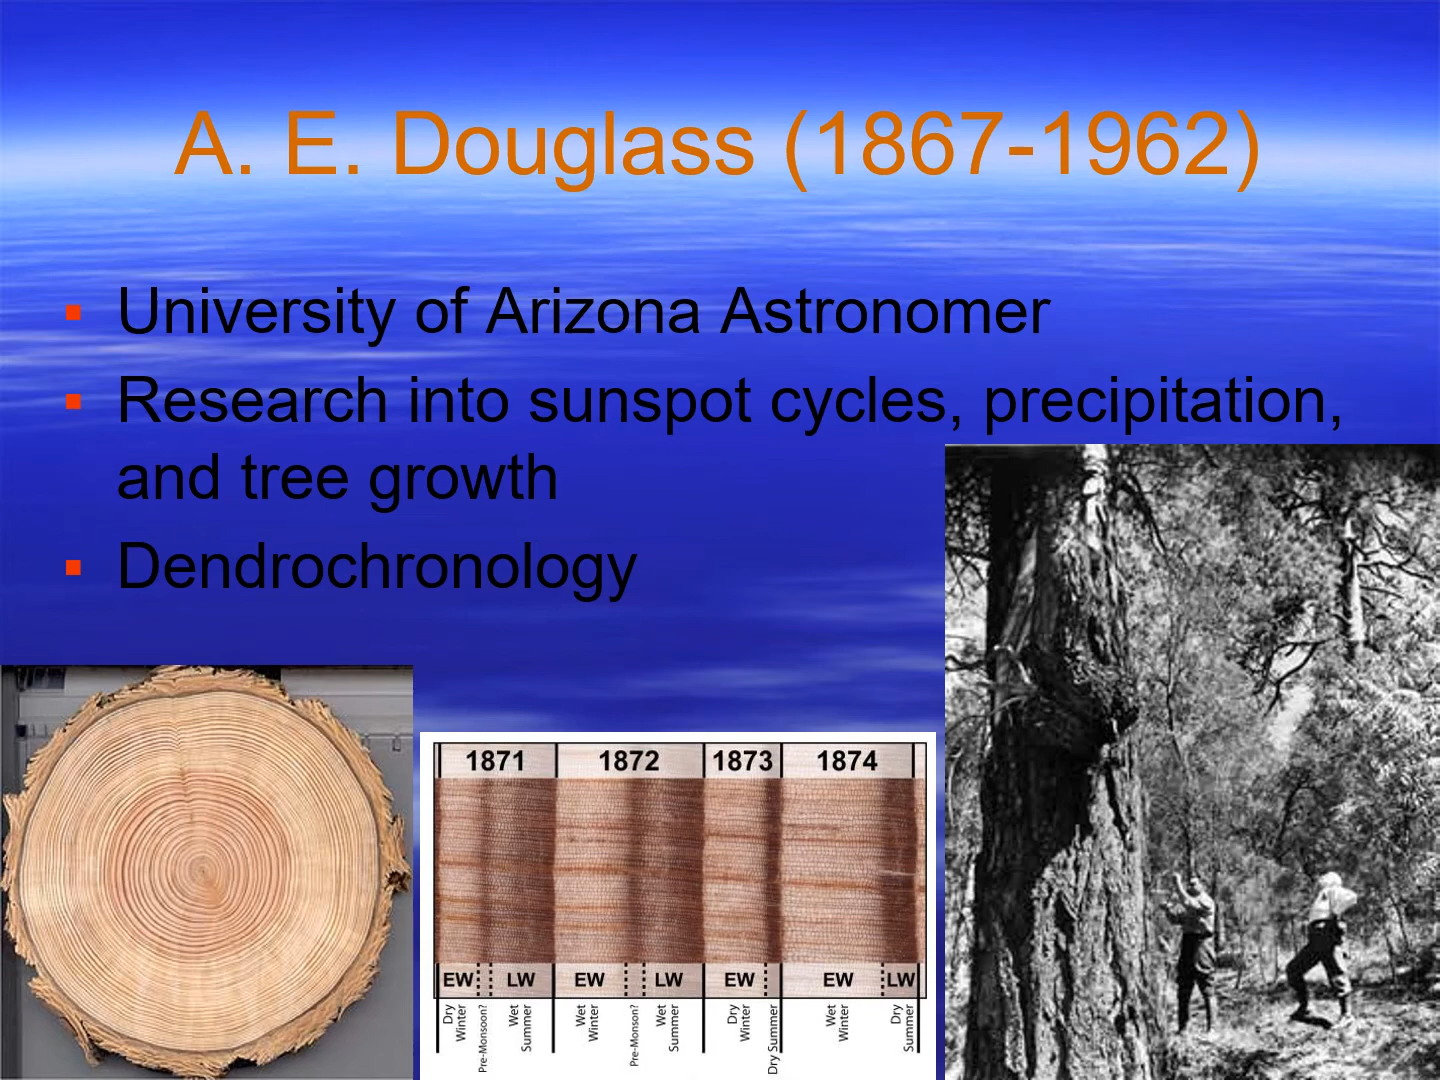 A. E. Douglass (1867-1962)
▪ University of Arizona Astronomer
▪ Research into sunspot cycles, precipitation,
and tree growth
▪ Dendrochronology
1871 1872 1873 1874
EW LW EW LW EW EW LW
Dry Winter
Pre-Monsoon?
Wet Summer
Wet Winter
Pre-Monson?
Wet Summer
Dry Winter
Dry Summer
Wet Winter
Dry Summer